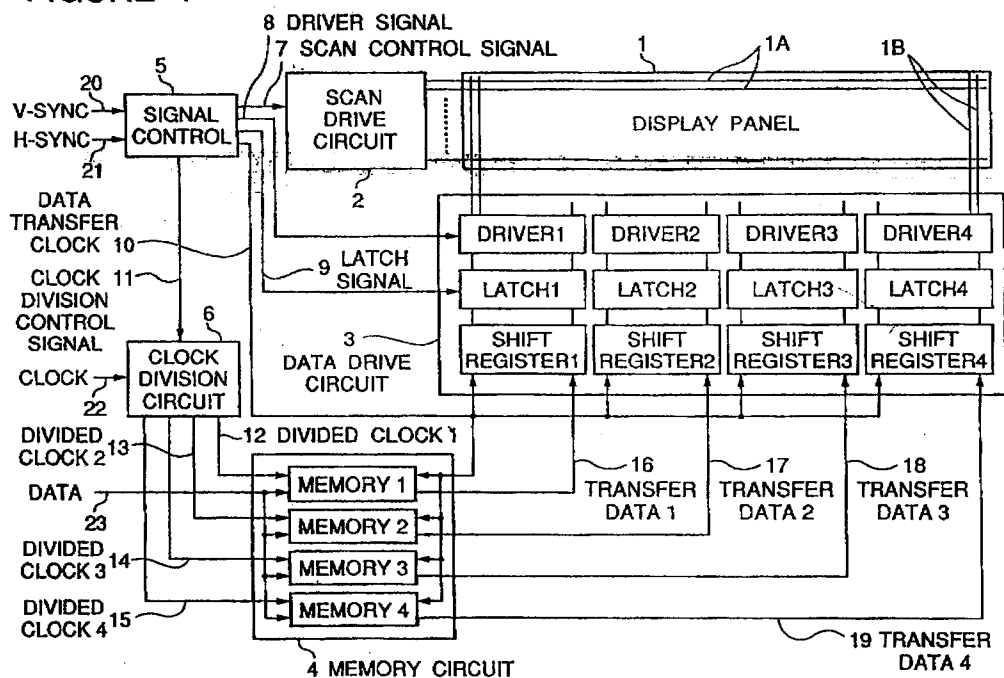 8 DRIVER SIGNAL
7 SCAN CONTROL SIGNAL
1
1A
1B
5
20
V-SYNC
H-SYNC
21
SIGNAL
CONTROL
SCAN
DRIVE
CIRCUIT
2
DISPLAY PANEL
DATA
TRANSFER
CLOCK 10
11
CLOCK
DIVISION
CONTROL
SIGNAL
9 LATCH
SIGNAL
DRIVER1
DRIVER2
DRIVER3
DRIVER4
LATCH1
LATCH2
LATCH3
LATCH4
SHIFT
REGISTER1
SHIFT
REGISTER2
SHIFT
REGISTER3
SHIFT
REGISTER4
3
DATA DRIVE
CIRCUIT
6
CLOCK
22
CLOCK
DIVISION
CIRCUIT
12 DIVIDED CLOCK 1
DIVIDED
CLOCK 2 13
DATA
23
DIVIDED
CLOCK 3 14
DIVIDED
CLOCK 4 15
MEMORY 1
MEMORY 2
MEMORY 3
MEMORY 4
4 MEMORY CIRCUIT
16
TRANSFER
DATA 1
17
TRANSFER
DATA 2
18
TRANSFER
DATA 3
19 TRANSFER
DATA 4